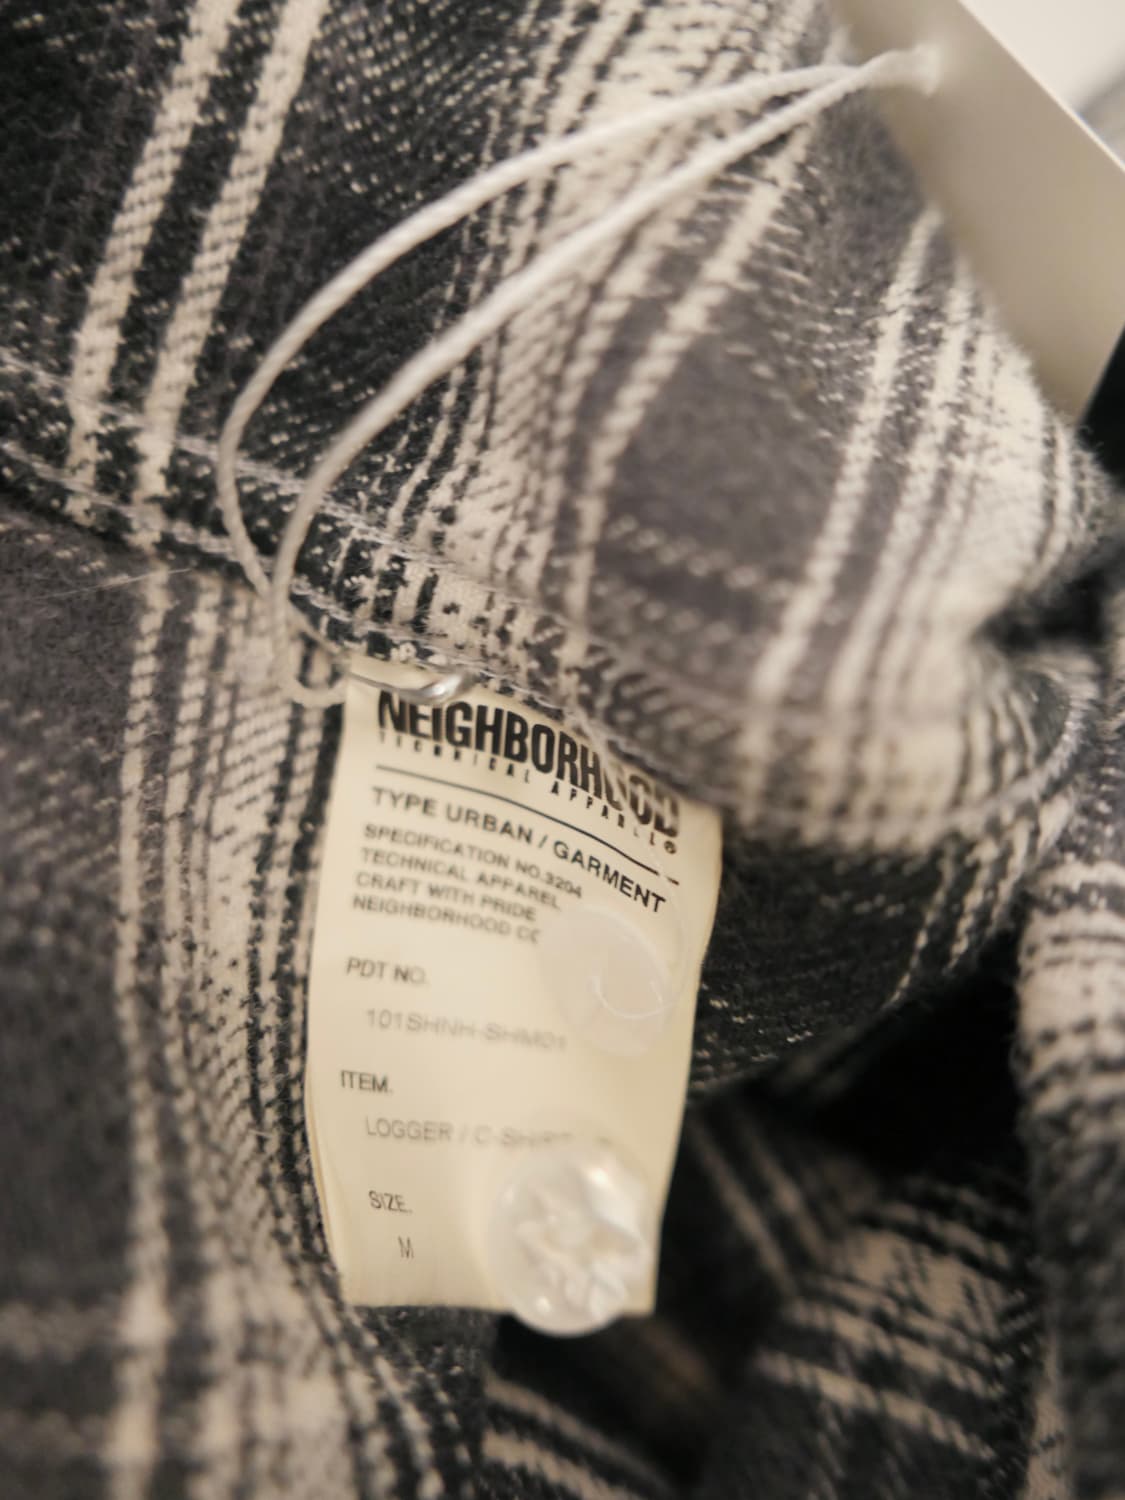 NEIGHBORHOOD
TECHNICAL APPAREL®
TYPE URBAN / GARMENT
SPECIFICATION NO.3204
TECHNICAL APPAREL
CRAFT WITH PRIDE
NEIGHBORHOOD CO
PDT NO.
101SHNH-SHM01
ITEM.
LOGGER / C-SHIRT
SIZE.
M